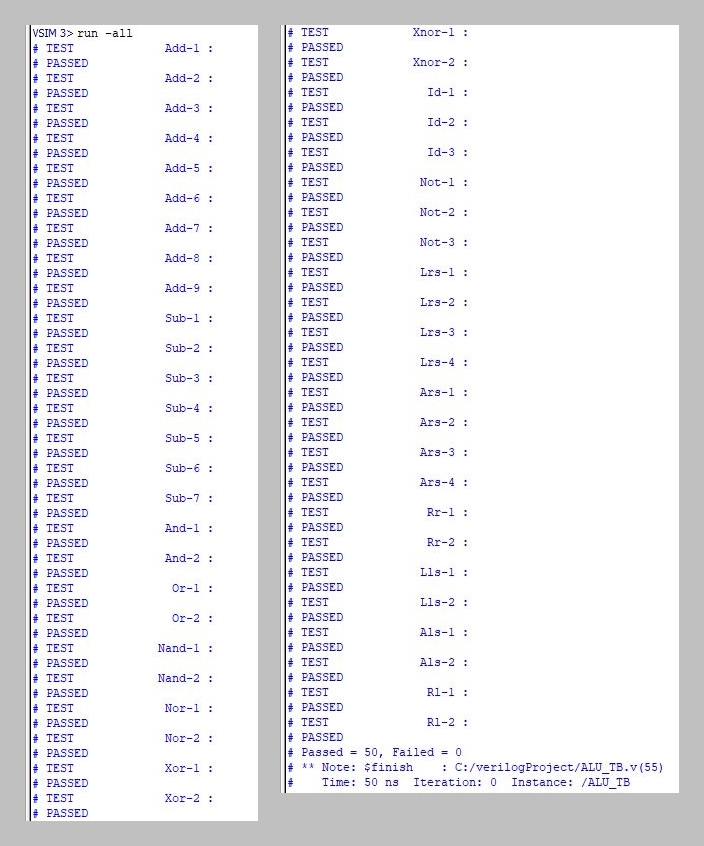 VSIM 3> run -all
# TEST Add-1 :
# PASSED
# TEST Add-2 :
# PASSED
# TEST Add-3 :
# PASSED
# TEST Add-4 :
# PASSED
# TEST Add-5 :
# PASSED
# TEST Add-6 :
# PASSED
# TEST Add-7 :
# PASSED
# TEST Add-8 :
# PASSED
# TEST Add-9 :
# PASSED
# TEST Sub-1 :
# PASSED
# TEST Sub-2 :
# PASSED
# TEST Sub-3 :
# PASSED
# TEST Sub-4 :
# PASSED
# TEST Sub-5 :
# PASSED
# TEST Sub-6 :
# PASSED
# TEST Sub-7 :
# PASSED
# TEST And-1 :
# PASSED
# TEST And-2 :
# PASSED
# TEST Or-1 :
# PASSED
# TEST Or-2 :
# PASSED
# TEST Nand-1 :
# PASSED
# TEST Nand-2 :
# PASSED
# TEST Nor-1 :
# PASSED
# TEST Nor-2 :
# PASSED
# TEST Xor-1 :
# PASSED
# TEST Xor-2 :
# PASSED
# TEST Xnor-1 :
# PASSED
# TEST Xnor-2 :
# PASSED
# TEST Id-1 :
# PASSED
# TEST Id-2 :
# PASSED
# TEST Id-3 :
# PASSED
# TEST Not-1 :
# PASSED
# TEST Not-2 :
# PASSED
# TEST Not-3 :
# PASSED
# TEST Lrs-1 :
# PASSED
# TEST Lrs-2 :
# PASSED
# TEST Lrs-3 :
# PASSED
# TEST Lrs-4 :
# PASSED
# TEST Ars-1 :
# PASSED
# TEST Ars-2 :
# PASSED
# TEST Ars-3 :
# PASSED
# TEST Ars-4 :
# PASSED
# TEST Rr-1 :
# PASSED
# TEST Rr-2 :
# PASSED
# TEST Lls-1 :
# PASSED
# TEST Lls-2 :
# PASSED
# TEST Als-1 :
# PASSED
# TEST Als-2 :
# PASSED
# TEST Rl-1 :
# PASSED
# TEST Rl-2 :
# PASSED
# Passed = 50, Failed = 0
# ** Note: $finish : C:/verilogProject/ALU_TB.v(55)
# Time: 50 ns Iteration: 0 Instance: /ALU_TB